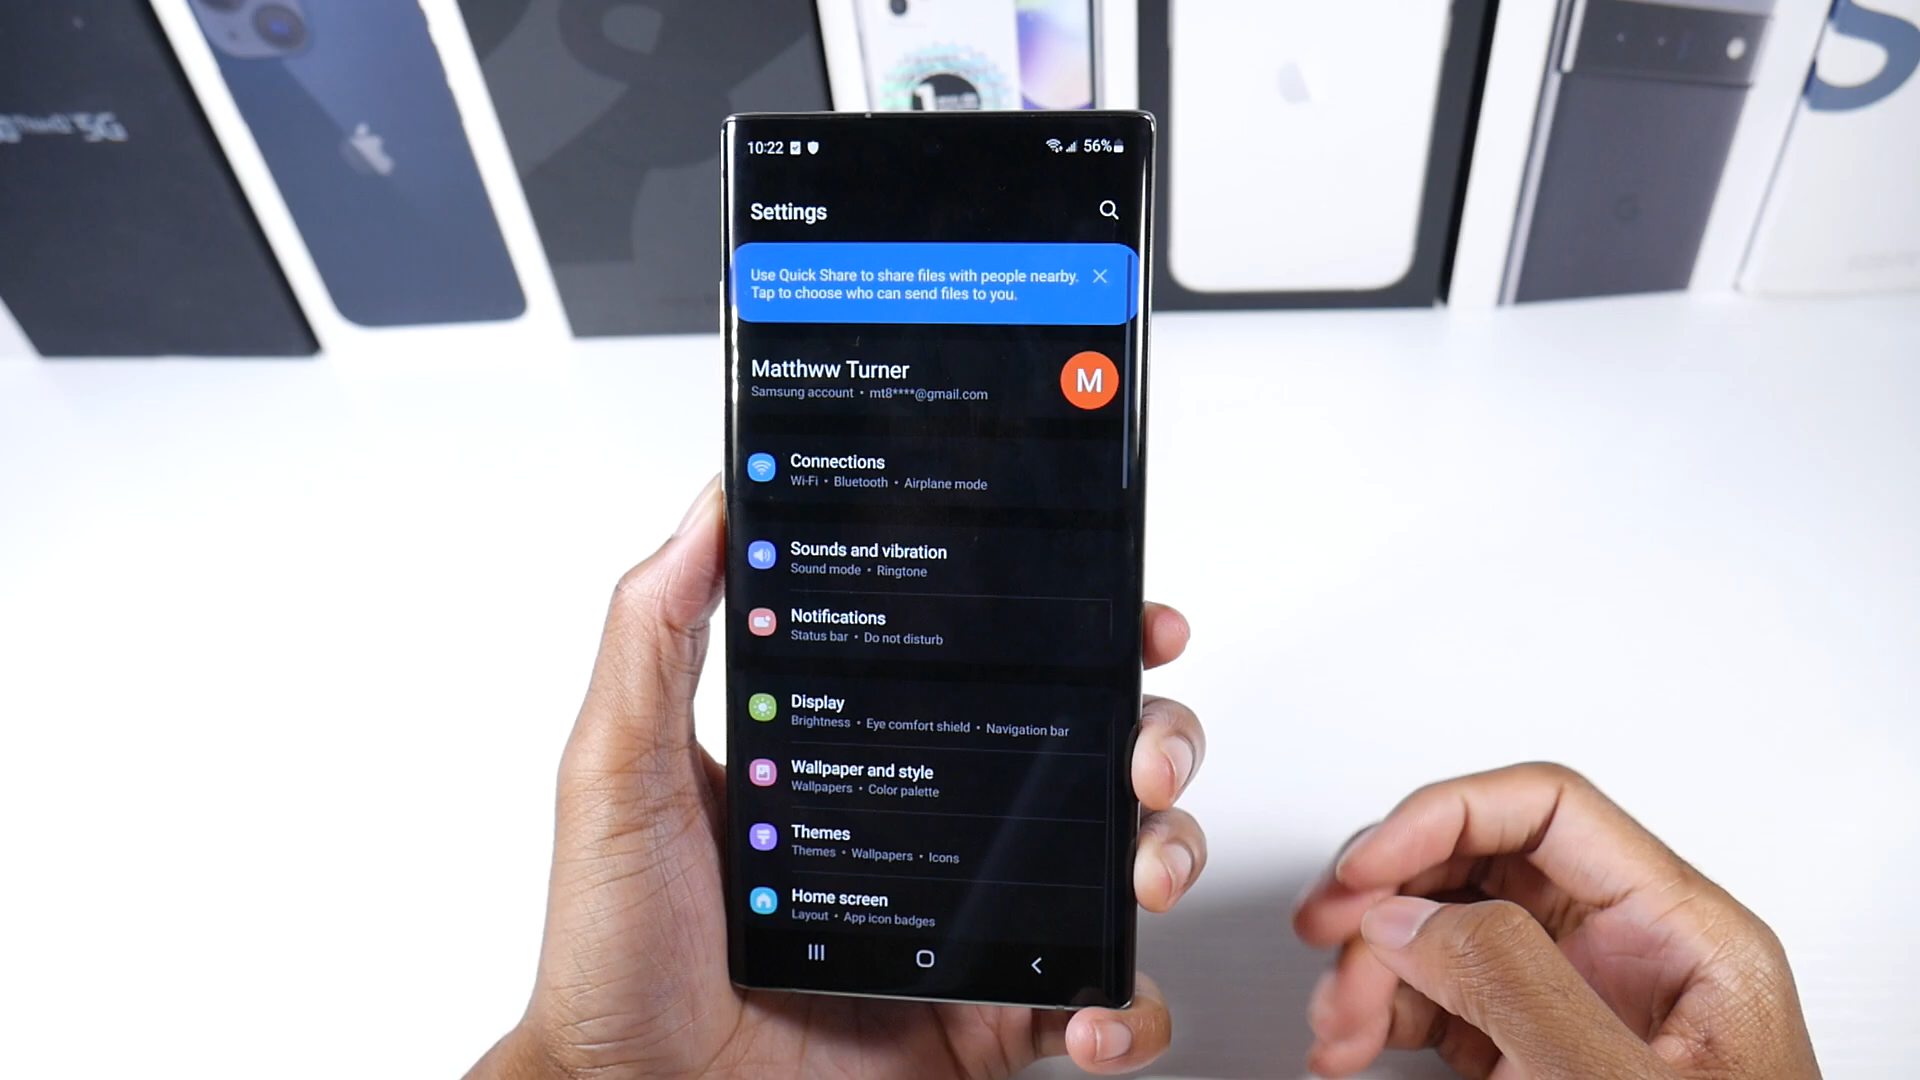 5G
10:22
56%
Settings
Use Quick Share to share files with people nearby.
Tap to choose who can send files to you.
Matthww Turner
Samsung account • mt8****@gmail.com
M
Connections
Wi-Fi • Bluetooth • Airplane mode
Sounds and vibration
Sound mode • Ringtone
Notifications
Status bar • Do not disturb
Display
Brightness • Eye comfort shield • Navigation bar
Wallpaper and style
Wallpapers • Color palette
Themes
Themes • Wallpapers • Icons
Home screen
Layout • App icon badges